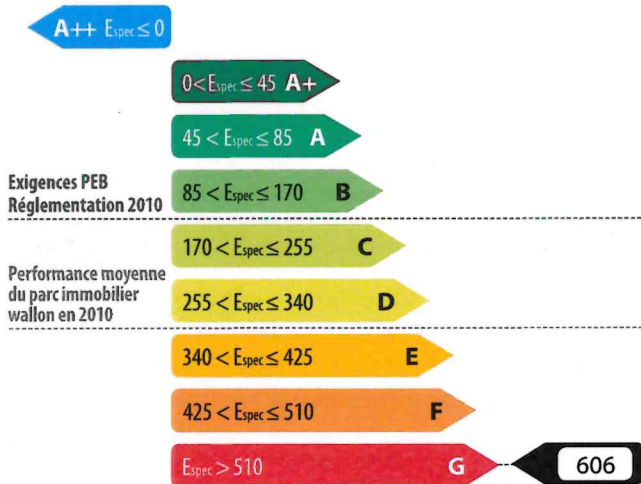 A++ Espec ≤ 0
0 < Espec ≤ 45 A+
45 < Espec ≤ 85 A
Exigences PEB
Réglementation 2010
85 < Espec ≤ 170 B
170 < Espec ≤ 255 C
Performance moyenne
du parc immobilier
wallon en 2010
255 < Espec ≤ 340 D
340 < Espec ≤ 425 E
425 < Espec ≤ 510 F
Espec > 510 G 606